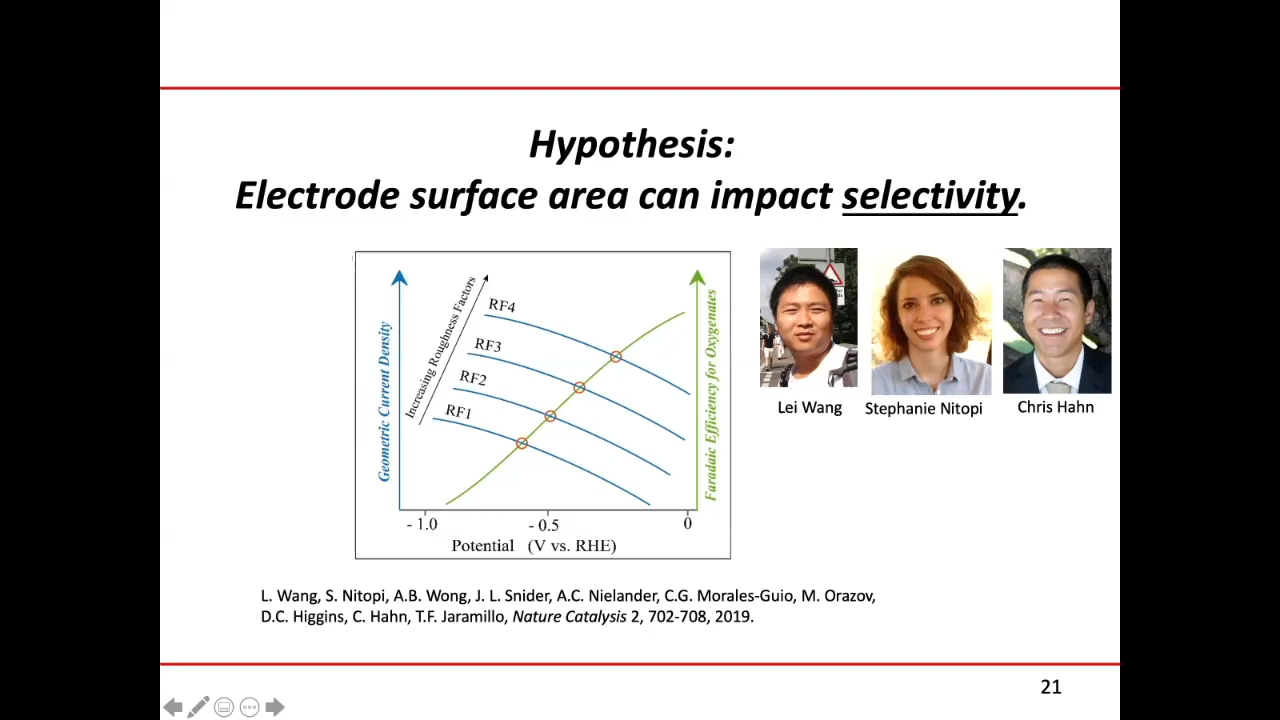 Hypothesis:
Electrode surface area can impact selectivity.
Geometric Current Density
Increasing Roughness Factors
RF4
RF3
RF2
RF1
Faradaic Efficiency for Oxygenates
- 1.0
- 0.5
0
Potential (V vs. RHE)
Lei Wang
Stephanie Nitopi
Chris Hahn
L. Wang, S. Nitopi, A.B. Wong, J. L. Snider, A.C. Nielander, C.G. Morales-Guio, M. Orazov,
D.C. Higgins, C. Hahn, T.F. Jaramillo, Nature Catalysis 2, 702-708, 2019.
21